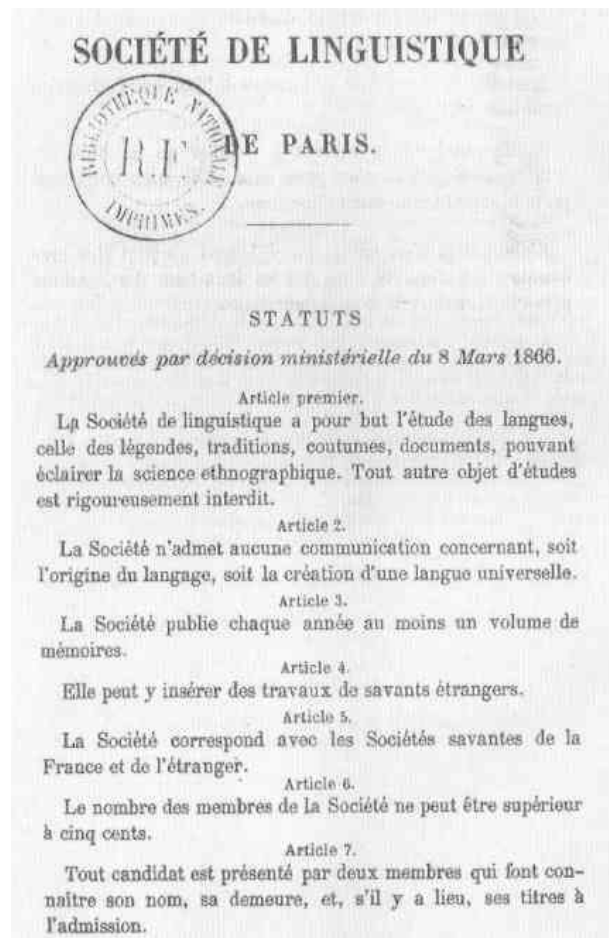 SOCIÉTÉ DE LINGUISTIQUE
BIBLIOTHÈQUE NATIONALE
R.F.
IMPRIMÉS.
DE PARIS.
STATUTS
Approuvés par décision ministérielle du 8 Mars 1866.
Article premier.
La Société de linguistique a pour but l'étude des langues,
celle des légendes, traditions, coutumes, documents, pouvant
éclairer la science ethnographique. Tout autre objet d'études
est rigoureusement interdit.
Article 2.
La Société n'admet aucune communication concernant, soit
l'origine du langage, soit la création d'une langue universelle.
Article 3.
La Société publie chaque année au moins un volume de
mémoires.
Article 4.
Elle peut y insérer des travaux de savants étrangers.
Article 5.
La Société correspond avec les Sociétés savantes de la
France et de l'étranger.
Article 6.
Le nombre des membres de la Société ne peut être supérieur
à cinq cents.
Article 7.
Tout candidat est présenté par deux membres qui font con-
naître son nom, sa demeure, et, s'il y a lieu, ses titres à
l'admission.